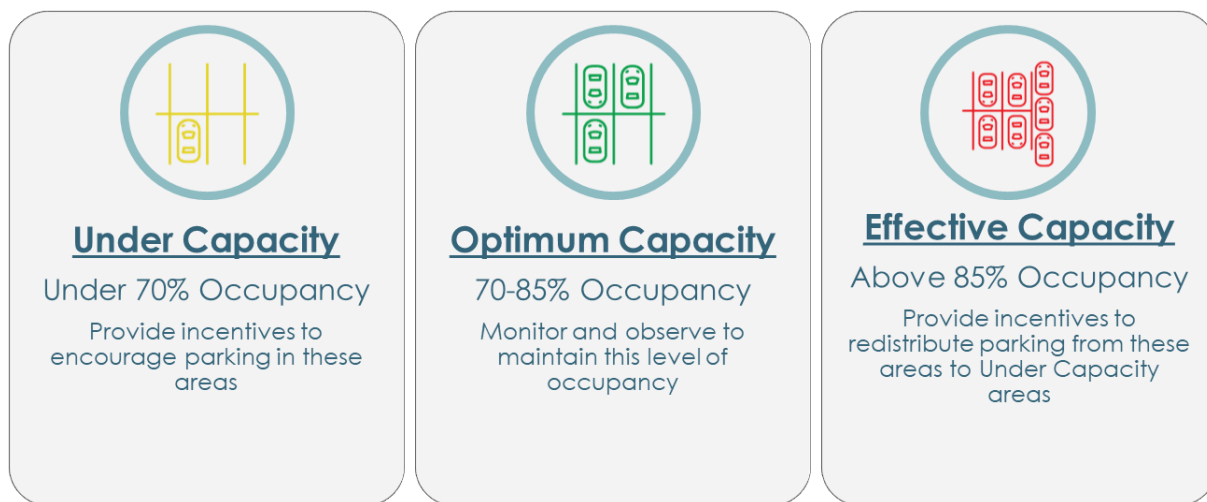 Under Capacity
Under 70% Occupancy
Provide incentives to
encourage parking in these
areas
Optimum Capacity
70-85% Occupancy
Monitor and observe to
maintain this level of
occupancy
Effective Capacity
Above 85% Occupancy
Provide incentives to
redistribute parking from these
areas to Under Capacity
areas